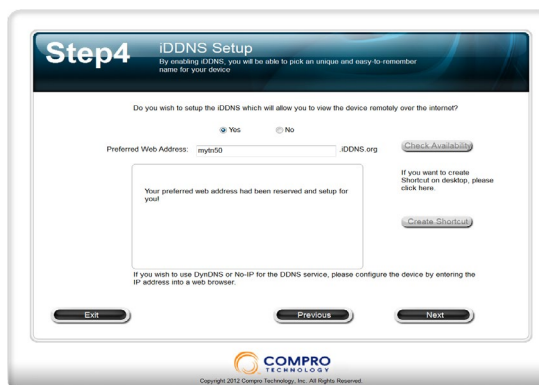 Step4
iDDNS Setup
By enabling iDDNS, you will be able to pick an unique and easy-to-remember
name for your device
Do you wish to setup the iDDNS which will allow you to view the device remotely over the internet?
Yes No
Preferred Web Address: mytn50 .iDDNS.org Check Availability
If you want to create
Shortcut on desktop, please
click here.
Your preferred web address had been reserved and setup for
you!
Create Shortcut
If you wish to use DynDNS or No-IP for the DDNS service, please configure the device by entering the
IP address into a web browser.
Exit Previous Next
COMPRO
TECHNOLOGY
Copyright 2012 Compro Technology, Inc. All Rights Reserved.